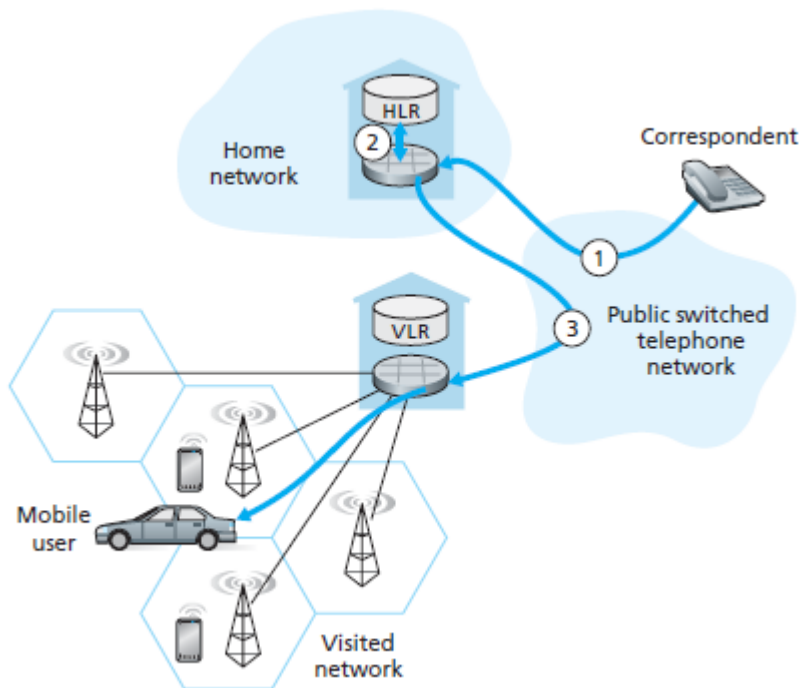 HLR
2
Home
network
Correspondent
1
VLR
3
Public switched
telephone
network
Mobile
user
Visited
network